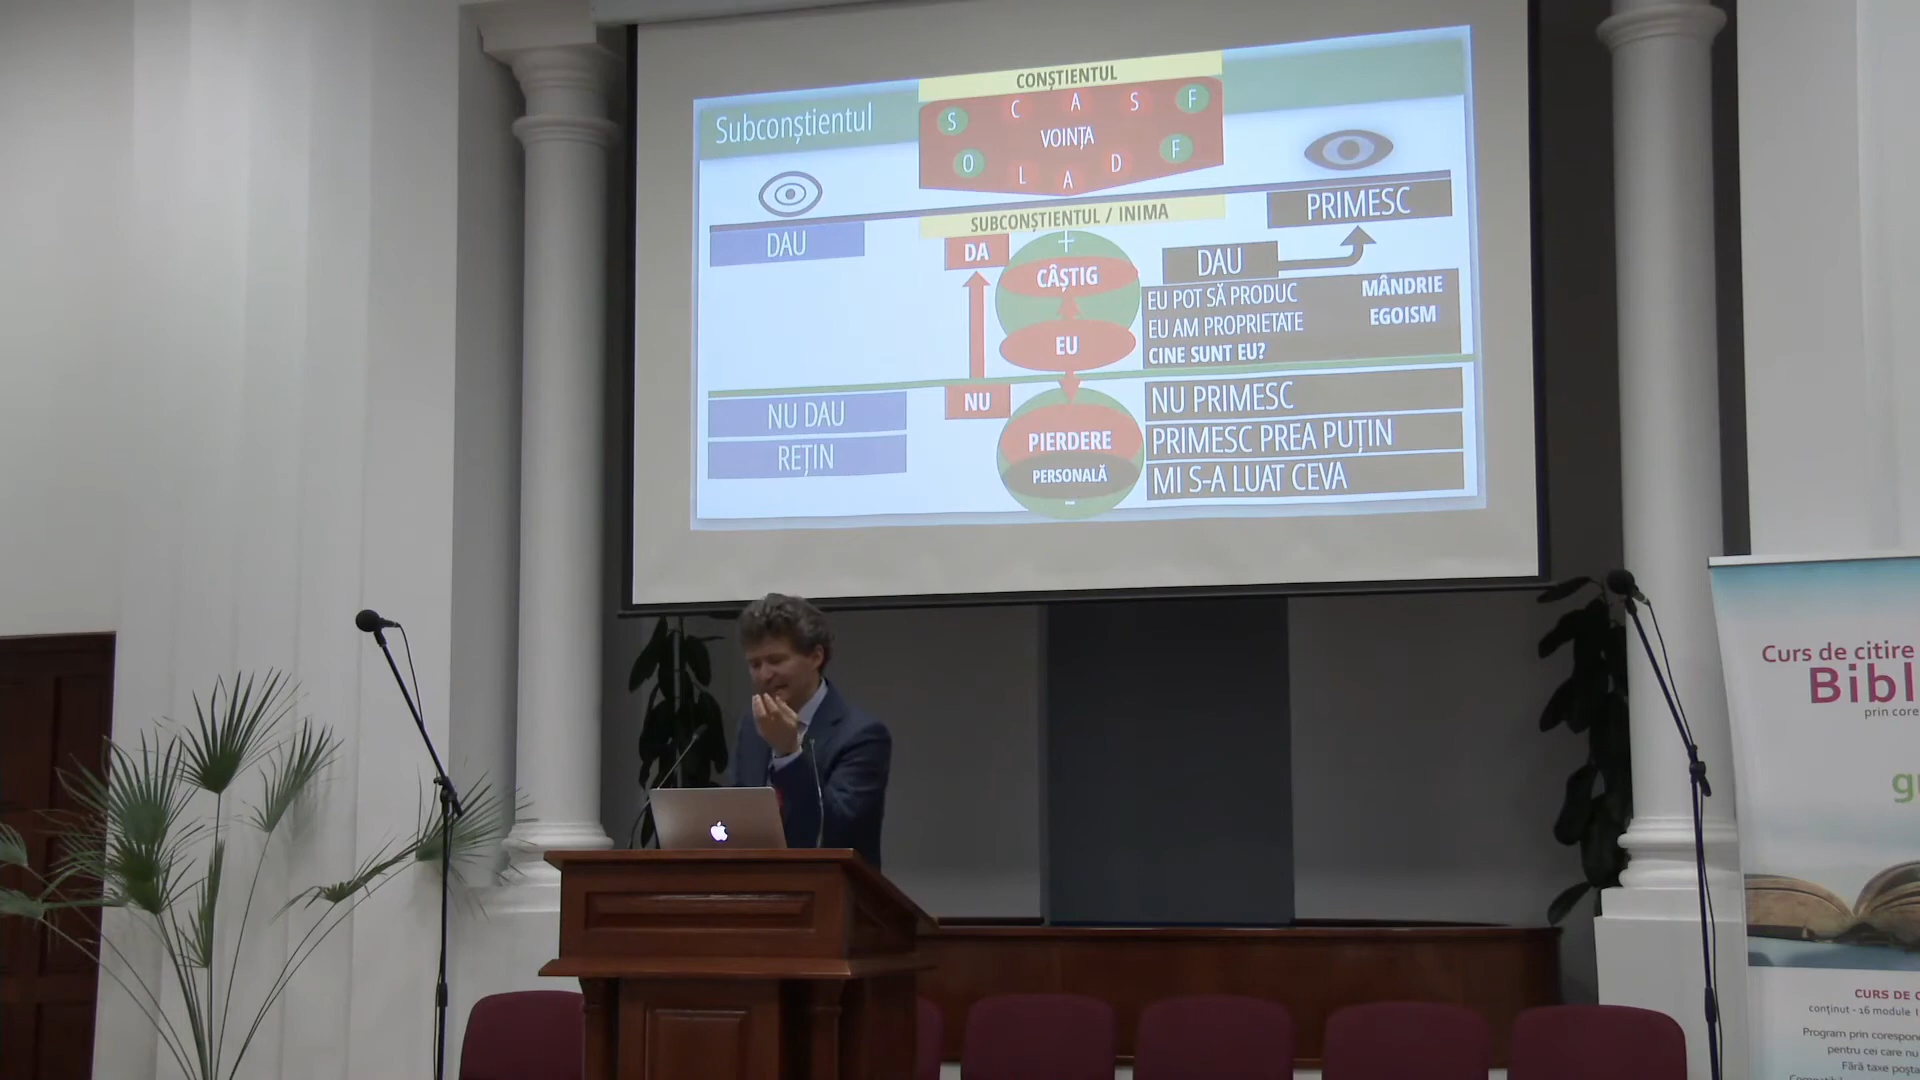 Subconștientul
CONȘTIENTUL
S C A S F
VOINȚA
O L A D F
SUBCONȘTIENTUL / INIMA
DAU
DA
+
CÂȘTIG
EU
NU
PIERDERE
PERSONALĂ
-
NU DAU
REȚIN
PRIMESC
DAU
EU POT SĂ PRODUC
EU AM PROPRIETATE
CINE SUNT EU?
MÂNDRIE
EGOISM
NU PRIMESC
PRIMESC PREA PUȚIN
MI S-A LUAT CEVA
Curs de citire
Bibl
prin core
g
CURS DE C
conținut - 16 module
Program prin corespon
pentru cei care nu
Fără taxe poșta